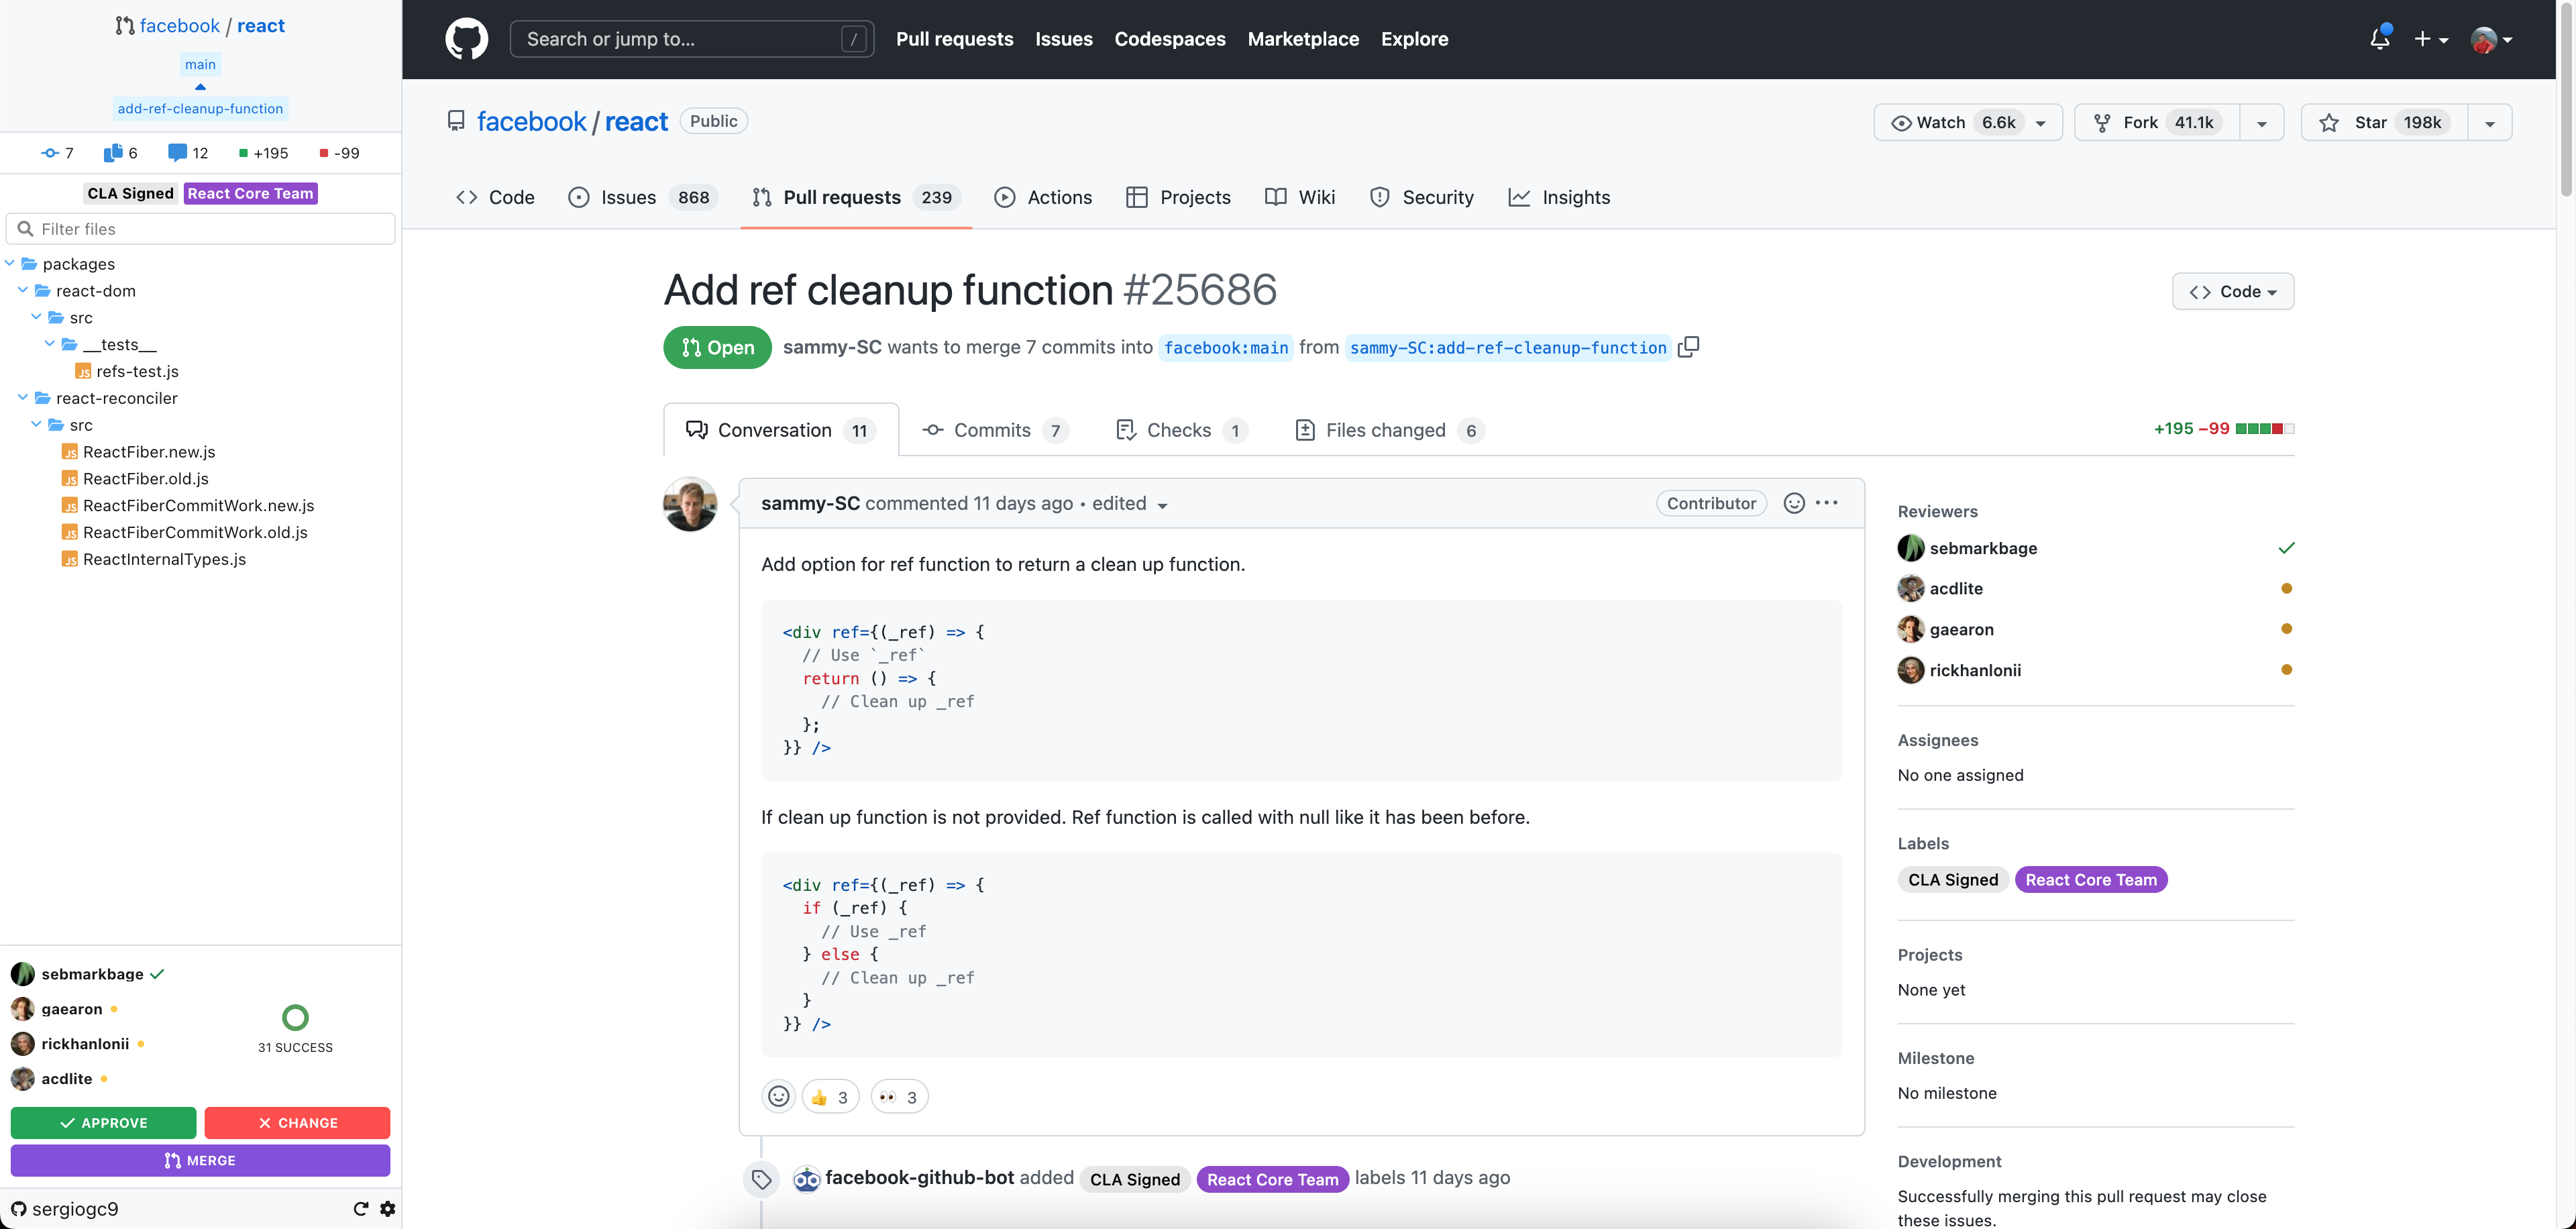 facebook / react
main
add-ref-cleanup-function
7 6 12 +195 -99
CLA Signed React Core Team
Filter files
packages
react-dom
src
__tests__
refs-test.js
react-reconciler
src
ReactFiber.new.js
ReactFiber.old.js
ReactFiberCommitWork.new.js
ReactFiberCommitWork.old.js
ReactInternalTypes.js
sebmarkbage
gaearon
rickhanlonii
acdlite
31 SUCCESS
APPROVE
CHANGE
MERGE
sergiogc9
Search or jump to... /
Pull requests Issues Codespaces Marketplace Explore
facebook / react Public
Watch 6.6k
Fork 41.1k
Star 198k
Code Issues 868 Pull requests 239 Actions Projects Wiki Security Insights
Add ref cleanup function #25686
Code
Open sammy-SC wants to merge 7 commits into facebook:main from sammy-SC:add-ref-cleanup-function
Conversation 11 Commits 7 Checks 1 Files changed 6
+195 −99
sammy-SC commented 11 days ago • edited
Contributor
Add option for ref function to return a clean up function.
<div ref={(_ref) => {
  // Use `_ref`
  return () => {
    // Clean up _ref
  };
}} />
If clean up function is not provided. Ref function is called with null like it has been before.
<div ref={(_ref) => {
  if (_ref) {
    // Use _ref
  } else {
    // Clean up _ref
  }
}} />
👍 3 👀 3
facebook-github-bot added CLA Signed React Core Team labels 11 days ago
Reviewers
sebmarkbage
acdlite
gaearon
rickhanlonii
Assignees
No one assigned
Labels
CLA Signed React Core Team
Projects
None yet
Milestone
No milestone
Development
Successfully merging this pull request may close
these issues.